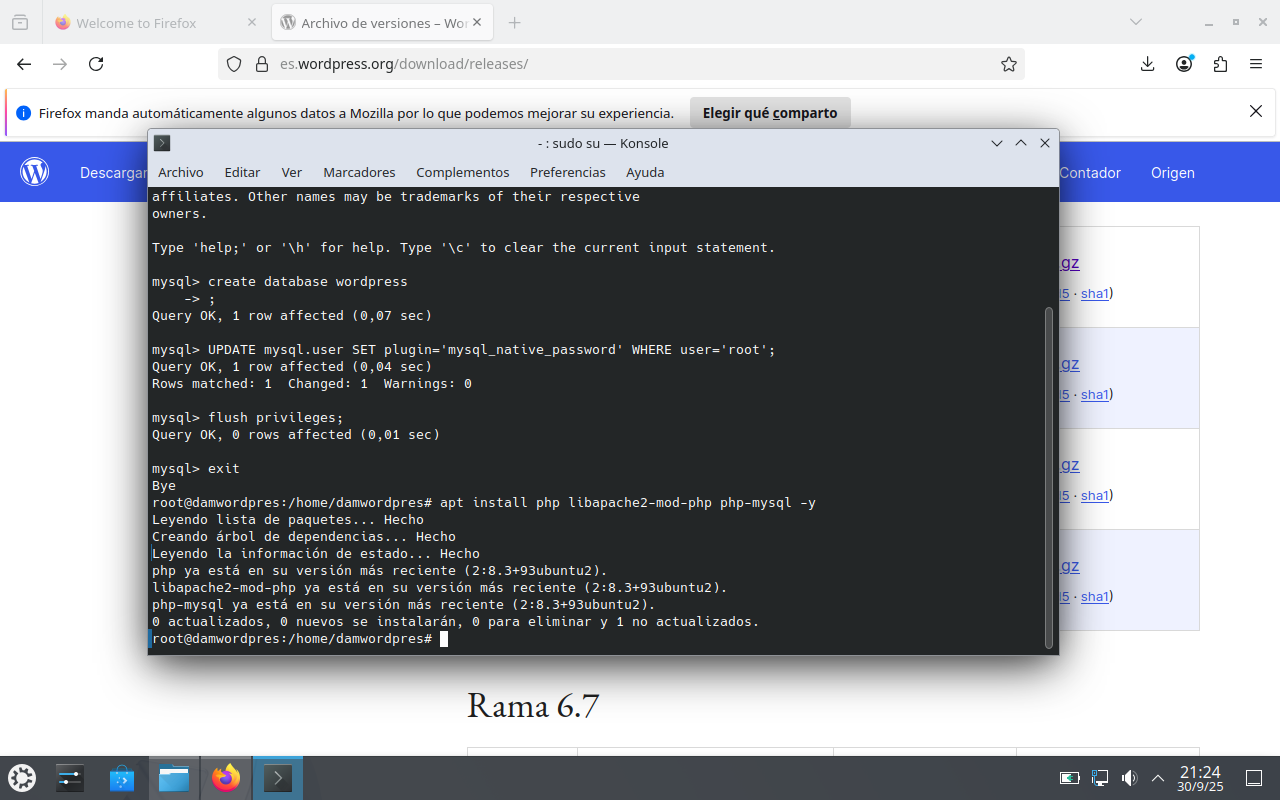 Welcome to Firefox
Archivo de versiones – Wor
es.wordpress.org/download/releases/
Firefox manda automáticamente algunos datos a Mozilla por lo que podemos mejorar su experiencia.
Elegir qué comparto
- : sudo su — Konsole
Archivo Editar Ver Marcadores Complementos Preferencias Ayuda
Descargar
Contador Origen
affiliates. Other names may be trademarks of their respective
owners.
Type 'help;' or '\h' for help. Type '\c' to clear the current input statement.
mysql> create database wordpress
-> ;
Query OK, 1 row affected (0,07 sec)
mysql> UPDATE mysql.user SET plugin='mysql_native_password' WHERE user='root';
Query OK, 1 row affected (0,04 sec)
Rows matched: 1  Changed: 1  Warnings: 0
mysql> flush privileges;
Query OK, 0 rows affected (0,01 sec)
mysql> exit
Bye
root@damwordpres:/home/damwordpres# apt install php libapache2-mod-php php-mysql -y
Leyendo lista de paquetes... Hecho
Creando árbol de dependencias... Hecho
Leyendo la información de estado... Hecho
php ya está en su versión más reciente (2:8.3+93ubuntu2).
libapache2-mod-php ya está en su versión más reciente (2:8.3+93ubuntu2).
php-mysql ya está en su versión más reciente (2:8.3+93ubuntu2).
0 actualizados, 0 nuevos se instalarán, 0 para eliminar y 1 no actualizados.
root@damwordpres:/home/damwordpres#
gz
5 · sha1)
gz
5 · sha1)
gz
5 · sha1)
gz
5 · sha1)
Rama 6.7
21:24
30/9/25